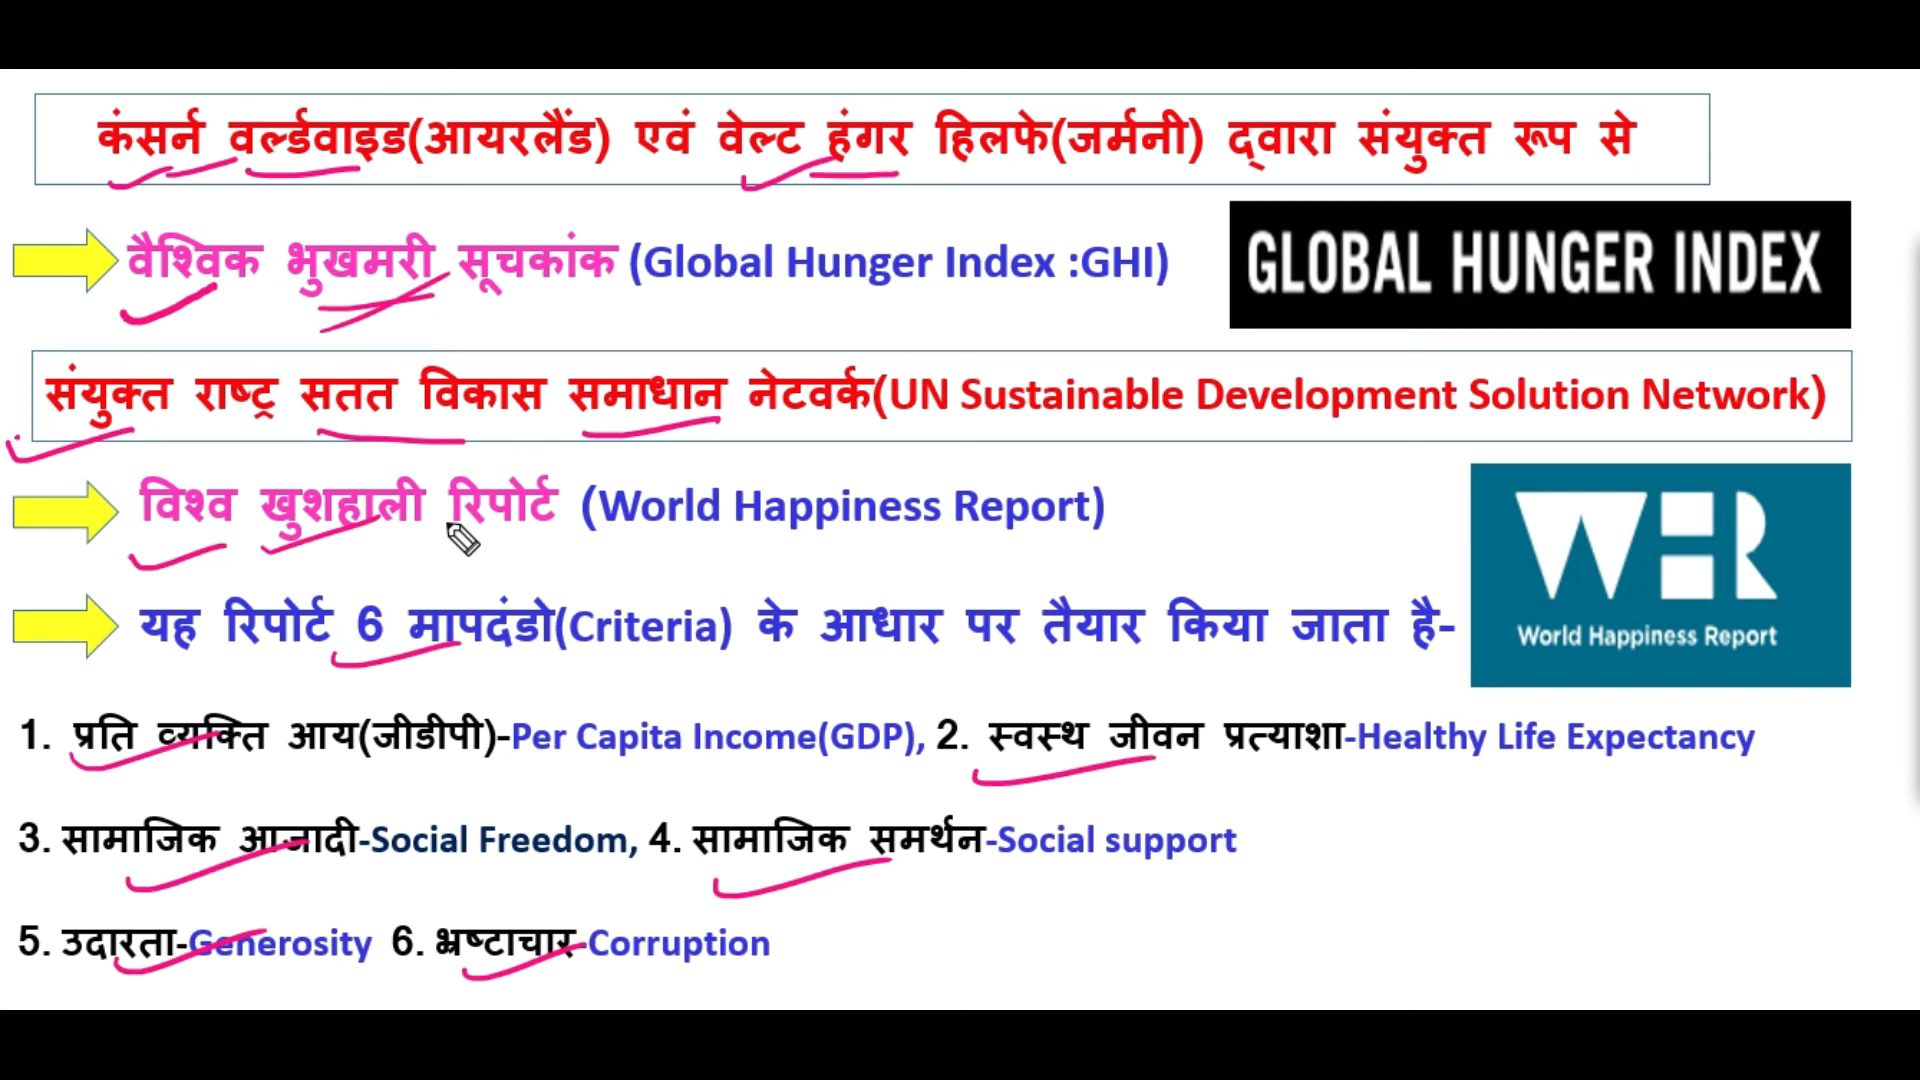 कंसर्न वर्ल्डवाइड(आयरलैंड) एवं वेल्ट हंगर हिलफे(जर्मनी) द्वारा संयुक्त रूप से
वैश्विक भुखमरी सूचकांक (Global Hunger Index :GHI)
GLOBAL HUNGER INDEX
संयुक्त राष्ट्र सतत विकास समाधान नेटवर्क(UN Sustainable Development Solution Network)
विश्व खुशहाली रिपोर्ट (World Happiness Report)
WHR
World Happiness Report
यह रिपोर्ट 6 मापदंडो(Criteria) के आधार पर तैयार किया जाता है-
1. प्रति व्यक्ति आय(जीडीपी)-Per Capita Income(GDP), 2. स्वस्थ जीवन प्रत्याशा-Healthy Life Expectancy
3. सामाजिक आजादी-Social Freedom, 4. सामाजिक समर्थन-Social support
5. उदारता-Generosity 6. भ्रष्टाचार-Corruption